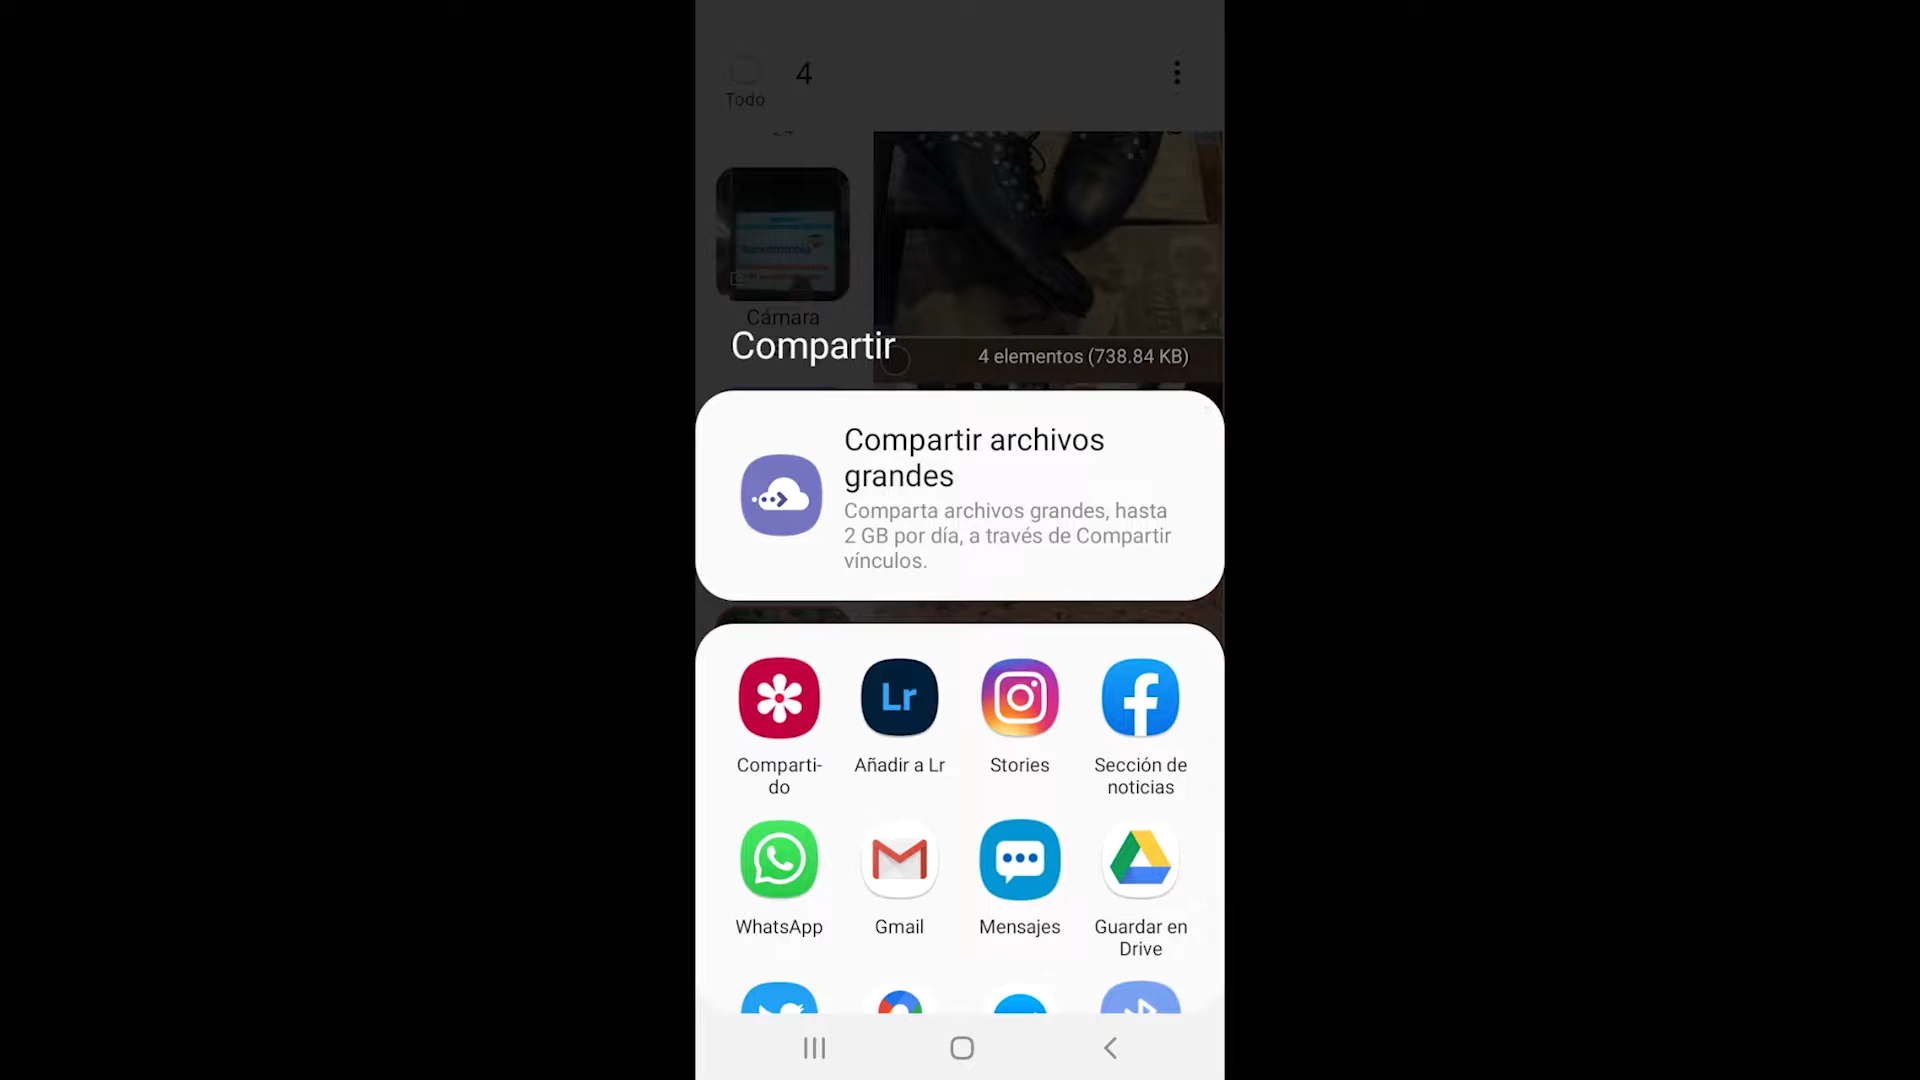 4
Todo
Cámara
Compartir
4 elementos (738.84 KB)
Compartir archivos
grandes
Comparta archivos grandes, hasta
2 GB por día, a través de Compartir
vínculos.
Lr
Comparti-
do
Añadir a Lr
Stories
Sección de
noticias
WhatsApp
Gmail
Mensajes
Guardar en
Drive